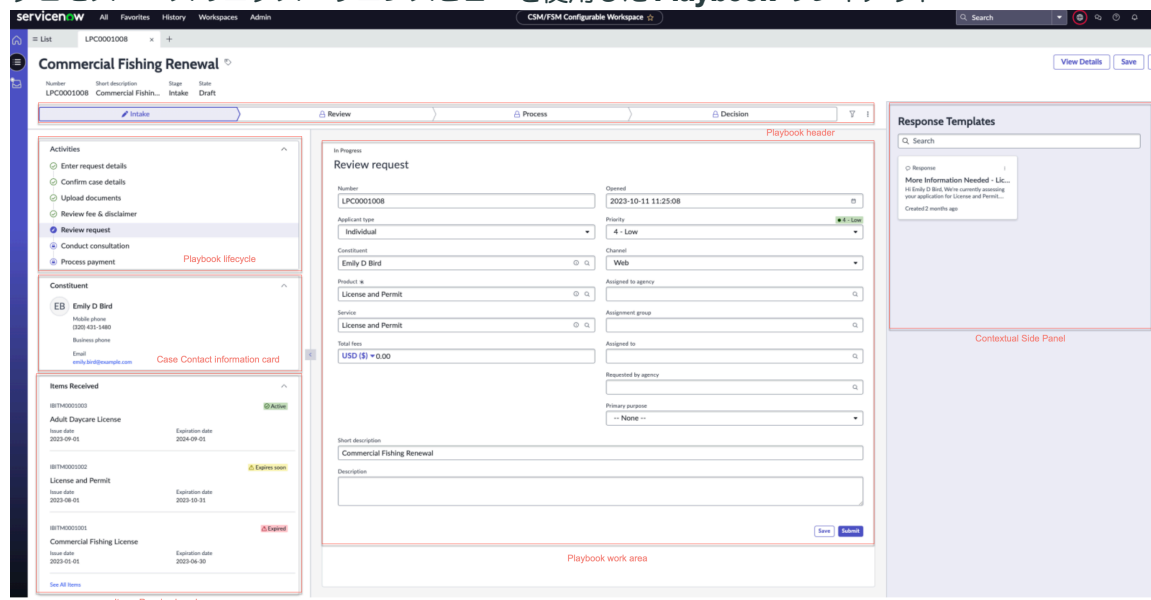 Playbook
servicenow All Favorites History Workspaces Admin
CSM/FSM Configurable Workspace
Search
List LPC0001008 × +
Commercial Fishing Renewal
View Details Save
Number Short description Stage State
LPC0001008 Commercial Fishin... Intake Draft
Intake Review Process Decision
Playbook header
Activities
Enter request details
Confirm case details
Upload documents
Review fee & disclaimer
Review request
Conduct consultation
Process payment
Playbook lifecycle
Constituent
EB Emily D Bird
Mobile phone
(320) 431-1480
Business phone
Email
emily.bird@example.com
Case Contact information card
Items Received
IBITM0001003 Active
Adult Daycare License
Issue date Expiration date
2023-09-01 2024-09-01
IBITM0001002 Expires soon
License and Permit
Issue date Expiration date
2023-08-01 2023-10-31
IBITM0001001 Expired
Commercial Fishing License
Issue date Expiration date
2023-01-01 2023-06-30
See All Items
In Progress
Review request
Number Opened
LPC0001008 2023-10-11 11:25:08
Applicant type Priority 4 - Low
Individual 4 - Low
Constituent Channel
Emily D Bird Web
Product Assigned to agency
License and Permit
Service Assignment group
License and Permit
Total fees Assigned to
USD ($) 0.00
Requested by agency
Primary purpose
-- None --
Short description
Commercial Fishing Renewal
Description
Save Submit
Playbook work area
Response Templates
Search
Response
More Information Needed - Lic...
Hi Emily D Bird, We're currently assessing
your application for License and Permit....
Created 2 months ago
Contextual Side Panel